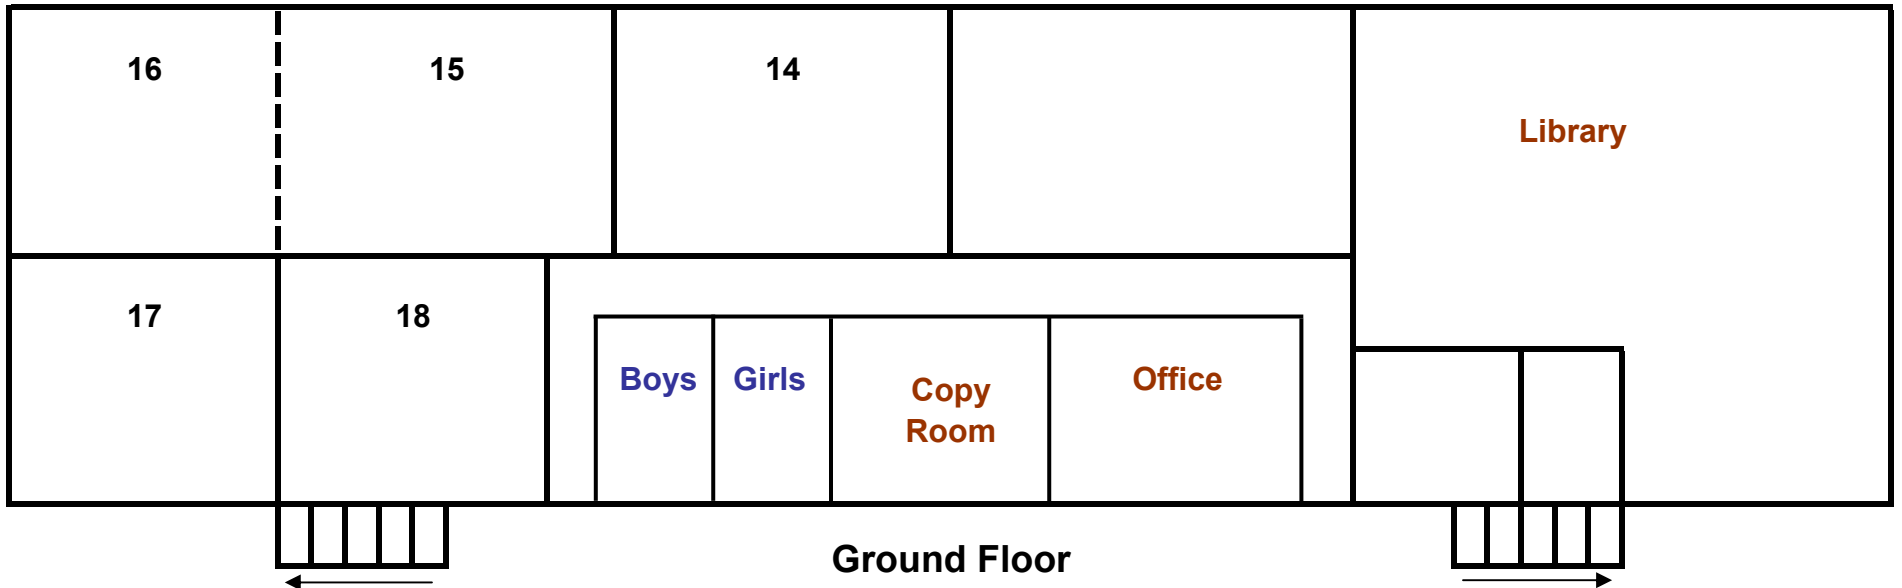 16
15
14
Library
17
18
Boys
Girls
Copy
Room
Office
Ground Floor